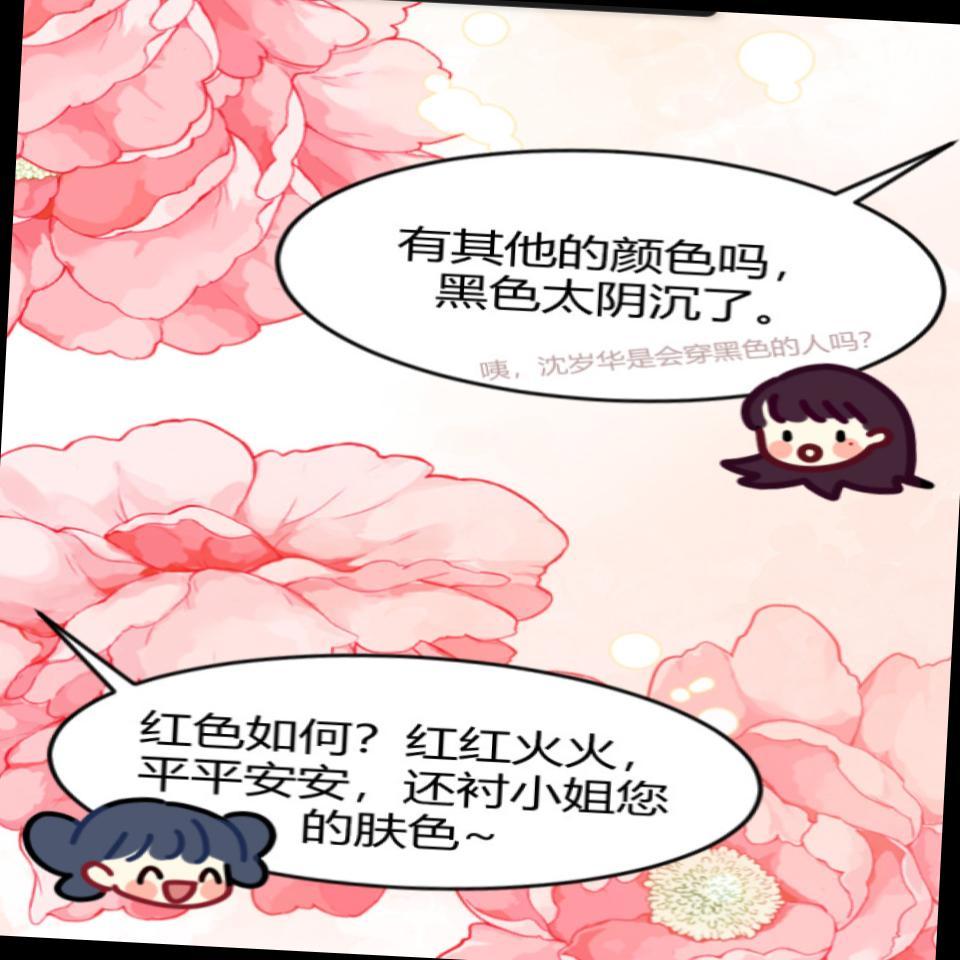 有其他的颜色吗，
黑色太阴沉了。
咦，沈岁华是会穿黑色的人吗？
红色如何？红红火火，
平平安安，还衬小姐您
的肤色~